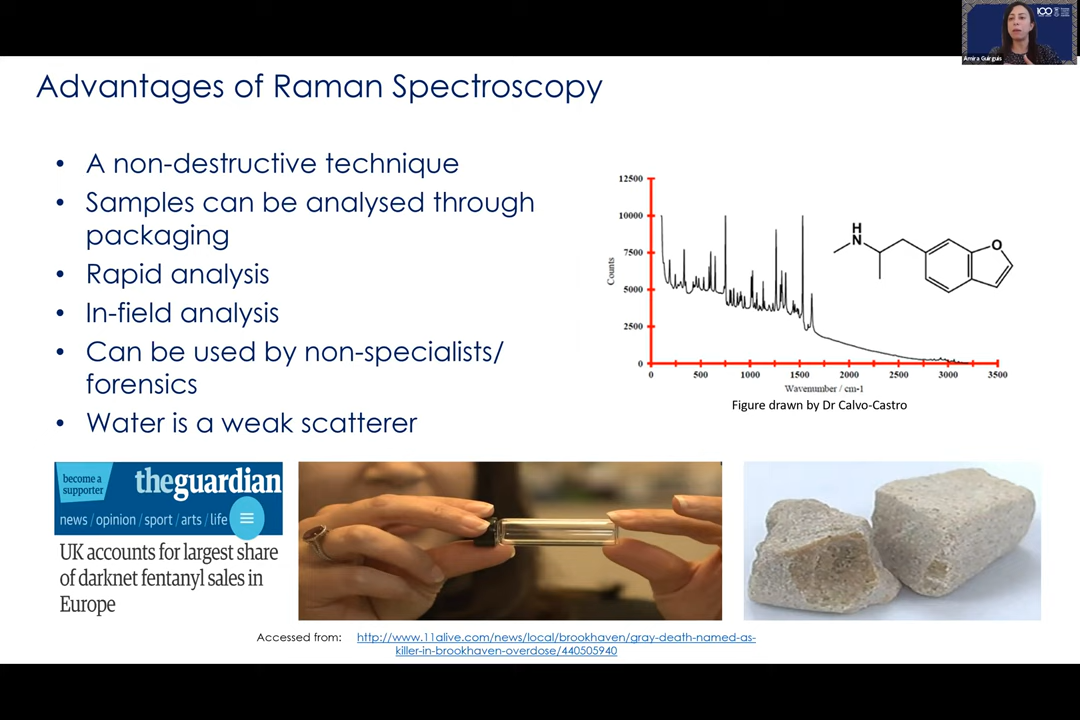 100
Amira Guirguis
Advantages of Raman Spectroscopy
• A non-destructive technique
• Samples can be analysed through
packaging
• Rapid analysis
• In-field analysis
• Can be used by non-specialists/
forensics
• Water is a weak scatterer
12500
10000
7500
5000
2500
0
Counts
0 500 1000 1500 2000 2500 3000 3500
Wavenumber / cm-1
H
N
O
Figure drawn by Dr Calvo-Castro
become a
supporter
theguardian
news / opinion / sport / arts / life
UK accounts for largest share
of darknet fentanyl sales in
Europe
Accessed from: http://www.11alive.com/news/local/brookhaven/gray-death-named-as-
killer-in-brookhaven-overdose/440505940